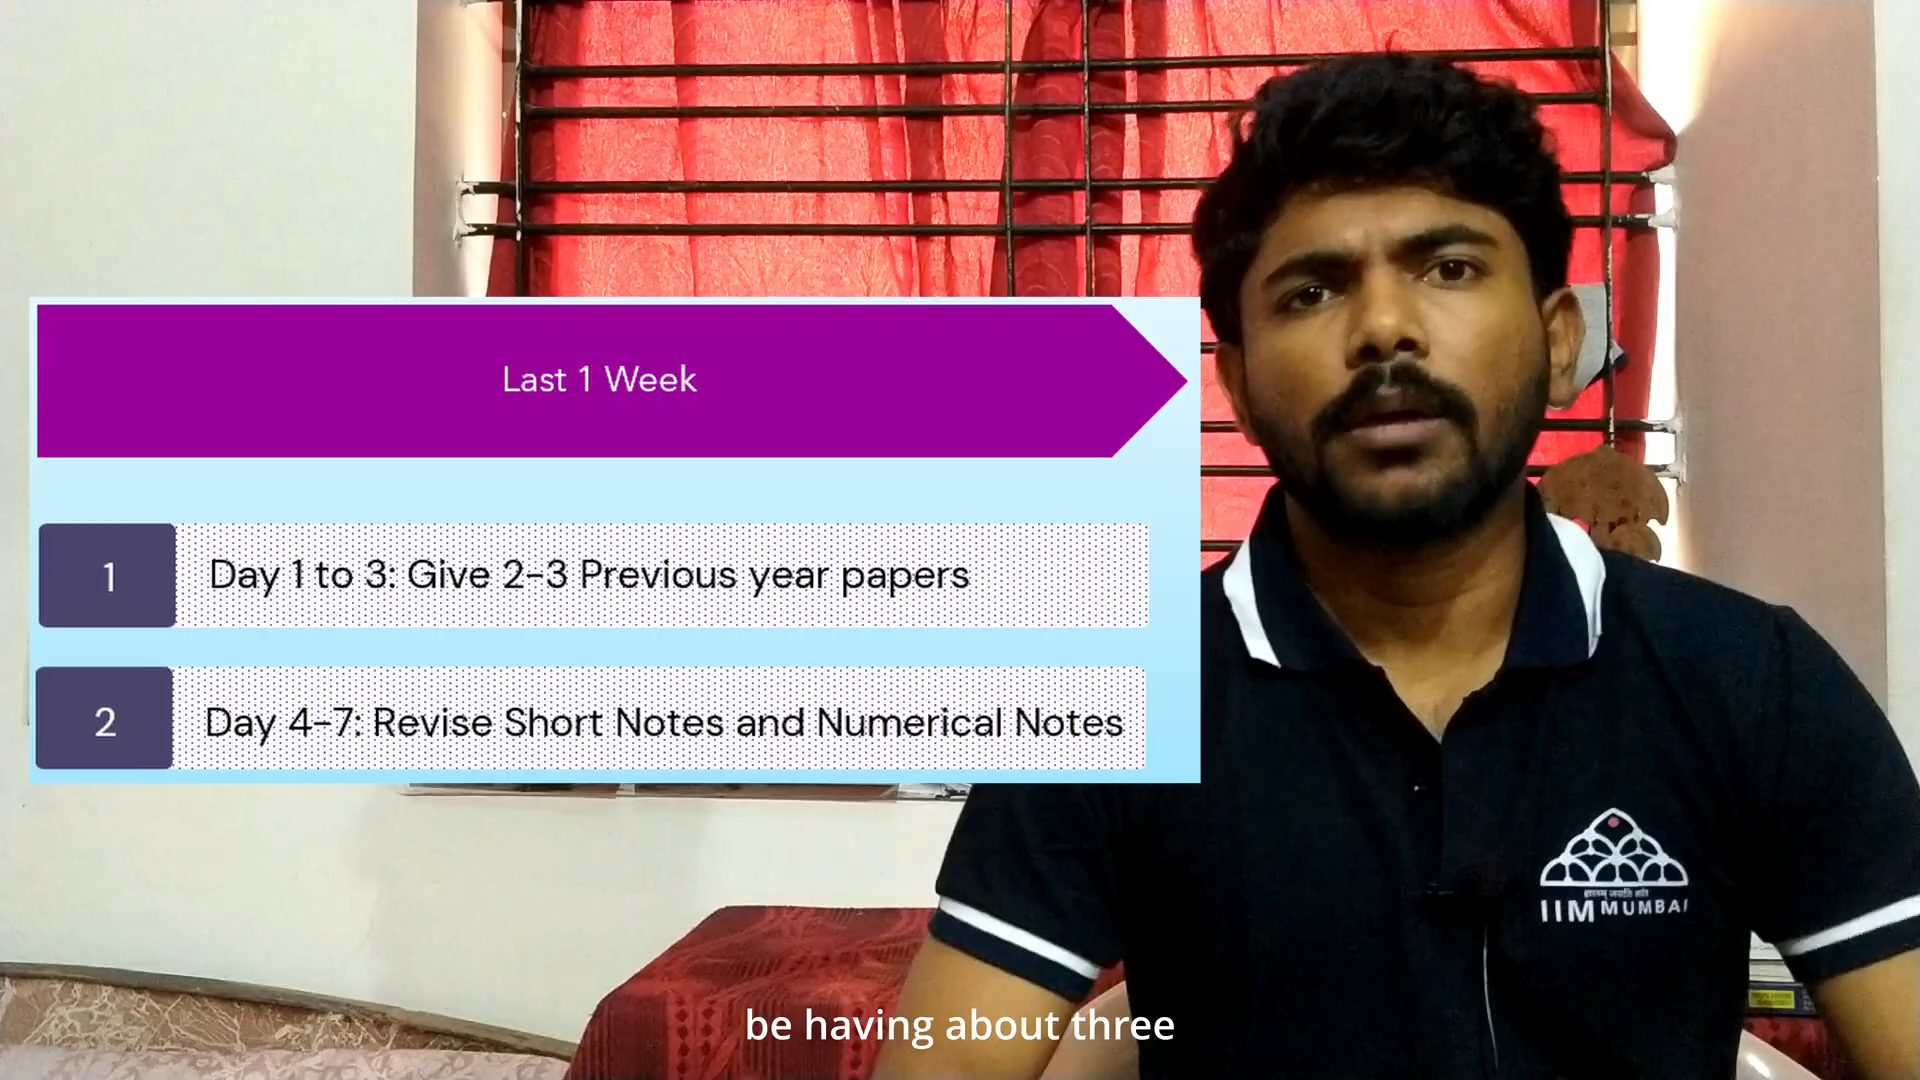 Last 1 Week
1
Day 1 to 3: Give 2-3 Previous year papers
2
Day 4-7: Revise Short Notes and Numerical Notes
IIM MUMBAI
be having about three